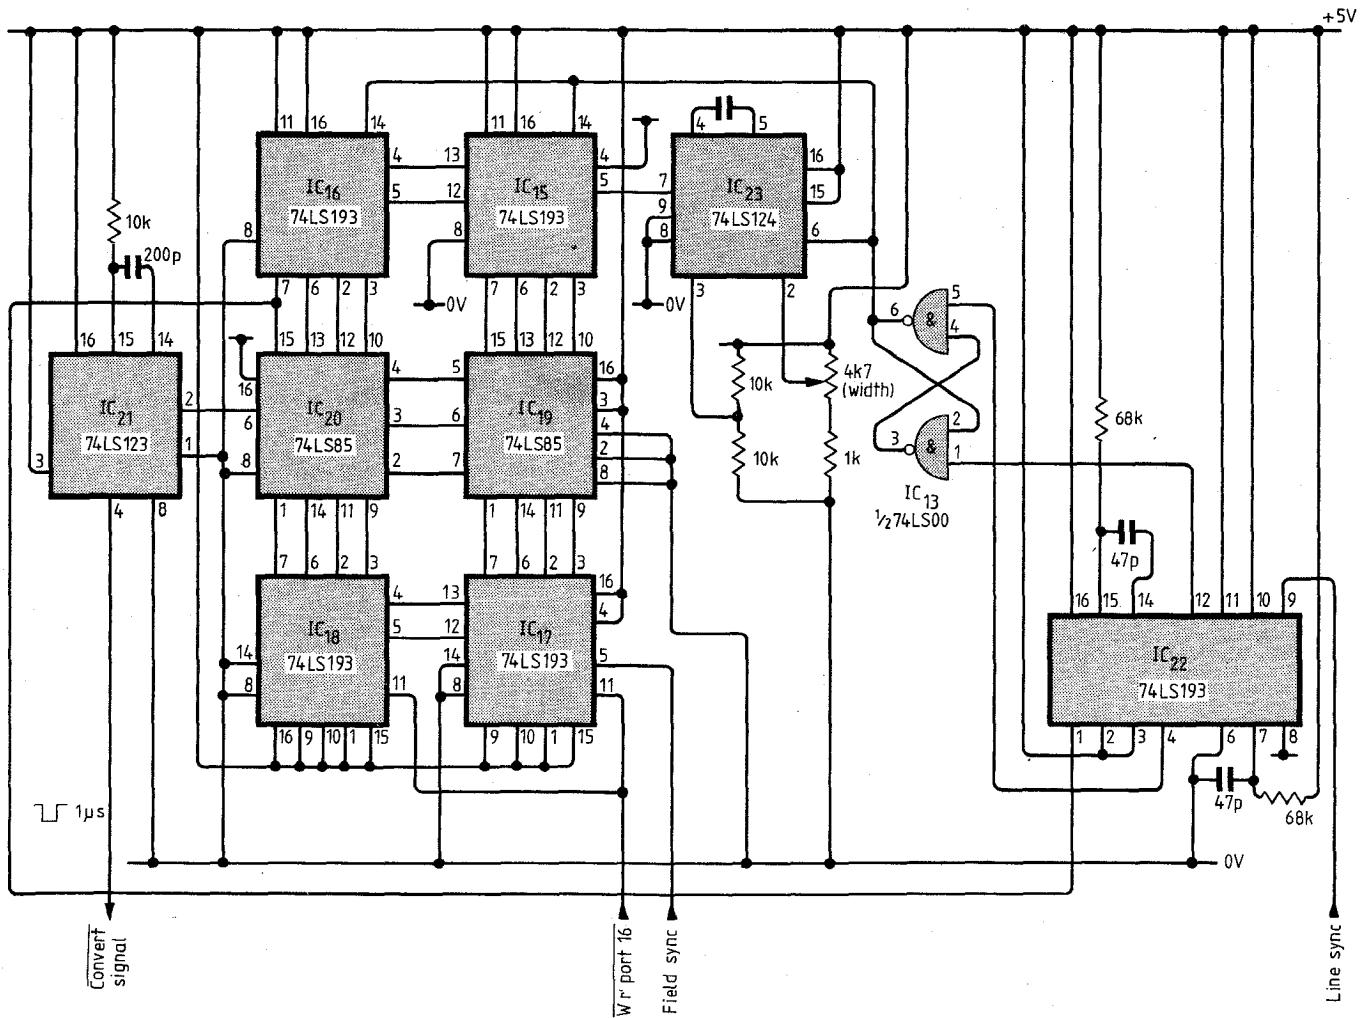 +5V
11 16 14
11 16 14
4 5
IC16
74LS193
4 13
5 12
8
7 6 2 3
IC15
74LS193
4
5 7
8
7 6 2 3
0V
IC23
74LS124
9
8
16
15
6
3 2
0V
10k
200p
16 15 14
IC21
74LS123
2
1
3
4 8
15 13 12 10
16
6
8
IC20
74LS85
4 5
3 6
2 7
1 14 11 9
15 13 12 10
IC19
74LS85
16
3
4
2
8
1 14 11 9
10k
10k
4k7
(width)
1k
6 & 5
4
3 & 2
1
IC13
½74LS00
68k
47p
7 6 2 3
IC18
74LS193
4 13
5 12
14
8
11
16 9 10 1 15
7 6 2 3
IC17
74LS193
16
4
14
8
5
11
9 10 1 15
16 15 14 12 11 10 9
IC22
74LS193
1 2 3 4 6 7 8
47p
68k
1µs
0V
Convert
signal
Wr port 16
Field sync
Line sync